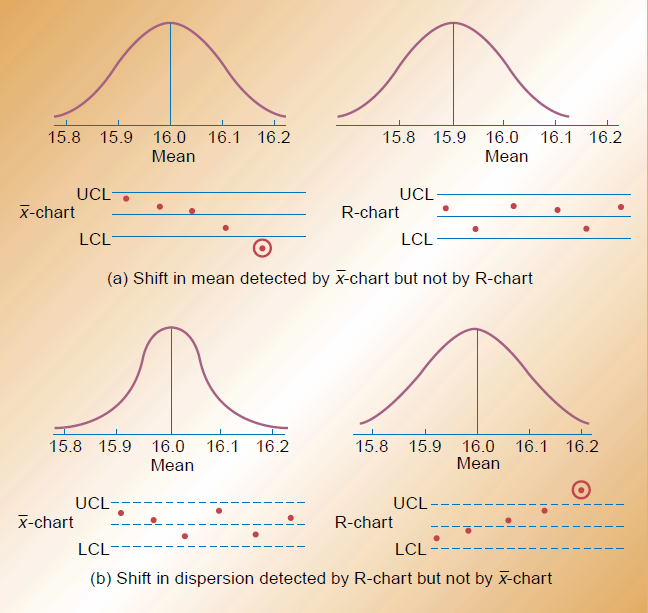 15.8 15.9 16.0 16.1 16.2
Mean
15.8 15.9 16.0 16.1 16.2
Mean
x̅-chart
UCL
LCL
R-chart
UCL
LCL
(a) Shift in mean detected by x̅-chart but not by R-chart
15.8 15.9 16.0 16.1 16.2
Mean
15.8 15.9 16.0 16.1 16.2
Mean
x̅-chart
UCL
LCL
R-chart
UCL
LCL
(b) Shift in dispersion detected by R-chart but not by x̅-chart